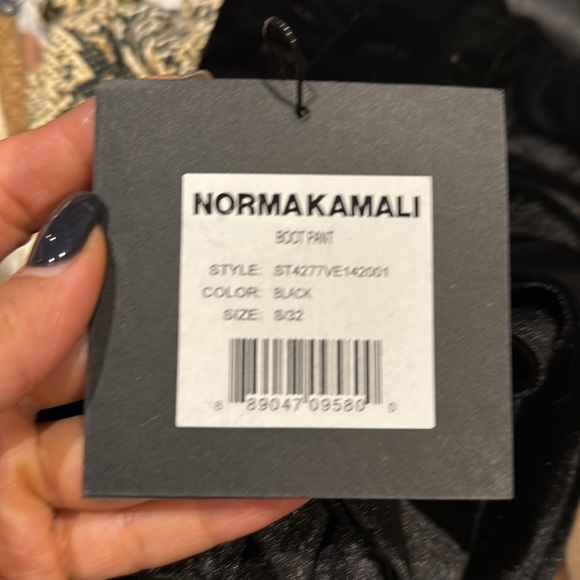 NORMA KAMALI
BOOT PANT
STYLE: ST4277VE142001
COLOR: BLACK
SIZE: S/32
8 89047 09580 0